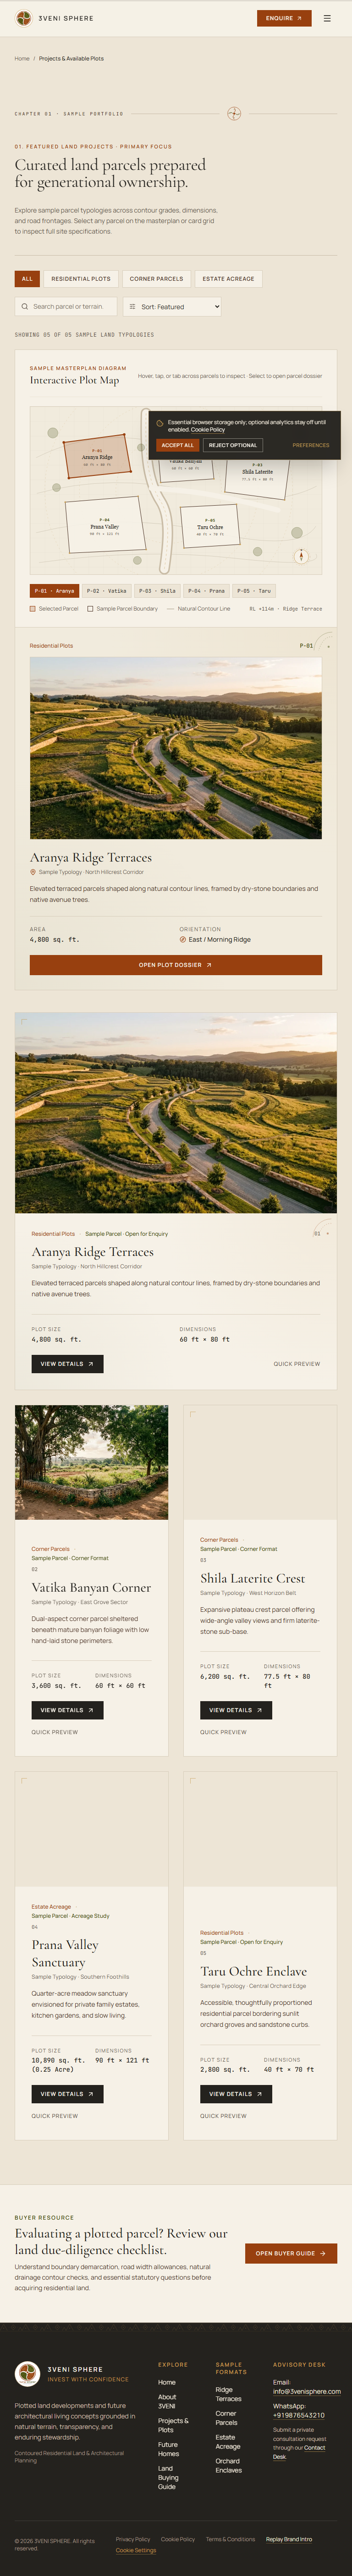 3VENI SPHERE
ENQUIRE
Home / Projects & Available Plots
CHAPTER 01 · SAMPLE PORTFOLIO
01. FEATURED LAND PROJECTS · PRIMARY FOCUS
Curated land parcels prepared
for generational ownership.
Explore sample parcel typologies across contour grades, dimensions,
and road frontages. Select any parcel on the masterplan or card grid
to inspect full site specifications.
ALL
RESIDENTIAL PLOTS
CORNER PARCELS
ESTATE ACREAGE
Search parcel or terrain
Sort: Featured
SHOWING 05 OF 05 SAMPLE LAND TYPOLOGIES
SAMPLE MASTERPLAN DIAGRAM
Interactive Plot Map
Hover, tap, or tab across parcels to inspect · Select to open parcel dossier
Essential browser storage only; optional analytics stay off until
enabled. Cookie Policy
ACCEPT ALL
REJECT OPTIONAL
PREFERENCES
P-01
Aranya Ridge
60 ft × 80 ft
Vatika Banyan
P-03
Shila Laterite
77.5 ft × 80 ft
P-04
Prana Valley
90 ft × 121 ft
P-05
Taru Ochre
40 ft × 70 ft
P-01 · Aranya
P-02 · Vatika
P-03 · Shila
P-04 · Prana
P-05 · Taru
Selected Parcel
Sample Parcel Boundary
Natural Contour Line
RL +114m · Ridge Terrace
Residential Plots
P-01
Aranya Ridge Terraces
Sample Typology · North Hillcrest Corridor
Elevated terraced parcels shaped along natural contour lines, framed by dry-stone boundaries and
native avenue trees.
AREA
4,800 sq. ft.
ORIENTATION
East / Morning Ridge
OPEN PLOT DOSSIER
Residential Plots · Sample Parcel · Open for Enquiry
01
Aranya Ridge Terraces
Sample Typology · North Hillcrest Corridor
Elevated terraced parcels shaped along natural contour lines, framed by dry-stone boundaries and
native avenue trees.
PLOT SIZE
4,800 sq. ft.
DIMENSIONS
60 ft × 80 ft
VIEW DETAILS
QUICK PREVIEW
Corner Parcels ·
Sample Parcel · Corner Format
02
Vatika Banyan Corner
Sample Typology · East Grove Sector
Dual-aspect corner parcel sheltered
beneath mature banyan foliage with low
hand-laid stone perimeters.
PLOT SIZE
3,600 sq. ft.
DIMENSIONS
60 ft × 60 ft
VIEW DETAILS
QUICK PREVIEW
Corner Parcels ·
Sample Parcel · Corner Format
03
Shila Laterite Crest
Sample Typology · West Horizon Belt
Expansive plateau crest parcel offering
wide-angle valley views and firm laterite-
stone sub-base.
PLOT SIZE
6,200 sq. ft.
DIMENSIONS
77.5 ft × 80
ft
VIEW DETAILS
QUICK PREVIEW
Estate Acreage ·
Sample Parcel · Acreage Study
04
Prana Valley
Sanctuary
Sample Typology · Southern Foothills
Quarter-acre meadow sanctuary
envisioned for private family estates,
kitchen gardens, and slow living.
PLOT SIZE
10,890 sq. ft.
(0.25 Acre)
DIMENSIONS
90 ft × 121 ft
VIEW DETAILS
QUICK PREVIEW
Residential Plots ·
Sample Parcel · Open for Enquiry
05
Taru Ochre Enclave
Sample Typology · Central Orchard Edge
Accessible, thoughtfully proportioned
residential parcel bordering sunlit
orchard groves and sandstone curbs.
PLOT SIZE
2,800 sq. ft.
DIMENSIONS
40 ft × 70 ft
VIEW DETAILS
QUICK PREVIEW
BUYER RESOURCE
Evaluating a plotted parcel? Review our
land due-diligence checklist.
Understand boundary demarcation, road width allowances, natural
drainage contour checks, and essential statutory questions before
acquiring residential land.
OPEN BUYER GUIDE
3VENI SPHERE
INVEST WITH CONFIDENCE
Plotted land developments and future
architectural living concepts grounded in
natural terrain, transparency, and
enduring stewardship.
Contoured Residential Land & Architectural
Planning
EXPLORE
Home
About
3VENI
Projects &
Plots
Future
Homes
Land
Buying
Guide
SAMPLE
FORMATS
Ridge
Terraces
Corner
Parcels
Estate
Acreage
Orchard
Enclaves
ADVISORY DESK
Email:
info@3venisphere.com
WhatsApp:
+919876543210
Submit a private
consultation request
through our Contact
Desk.
© 2026 3VENI SPHERE. All rights
reserved.
Privacy Policy
Cookie Policy
Terms & Conditions
Replay Brand Intro
Cookie Settings